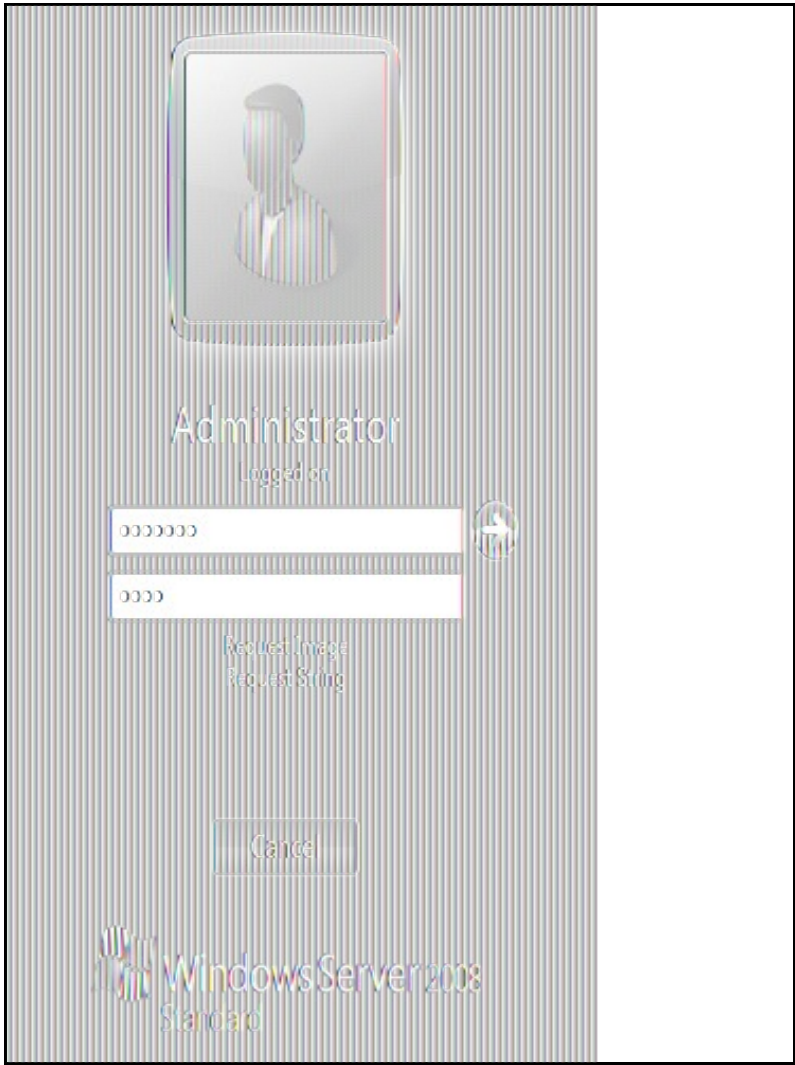 Administrator
Logged on
Request Image
Request String
Cancel
Windows Server 2008
Standard